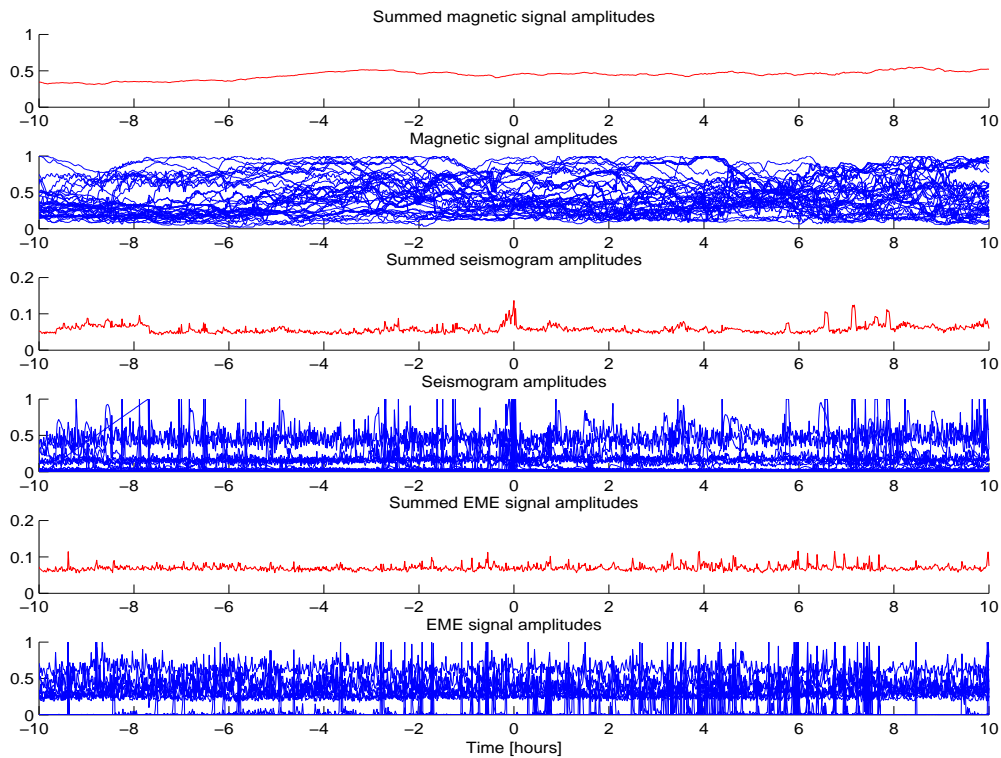 Summed magnetic signal amplitudes
1
0.5
0
−10 −8 −6 −4 −2 0 2 4 6 8 10
Magnetic signal amplitudes
1
0.5
0
−10 −8 −6 −4 −2 0 2 4 6 8 10
Summed seismogram amplitudes
0.2
0.1
0
−10 −8 −6 −4 −2 0 2 4 6 8 10
Seismogram amplitudes
1
0.5
0
−10 −8 −6 −4 −2 0 2 4 6 8 10
Summed EME signal amplitudes
0.2
0.1
0
−10 −8 −6 −4 −2 0 2 4 6 8 10
EME signal amplitudes
1
0.5
0
−10 −8 −6 −4 −2 0 2 4 6 8 10
Time [hours]